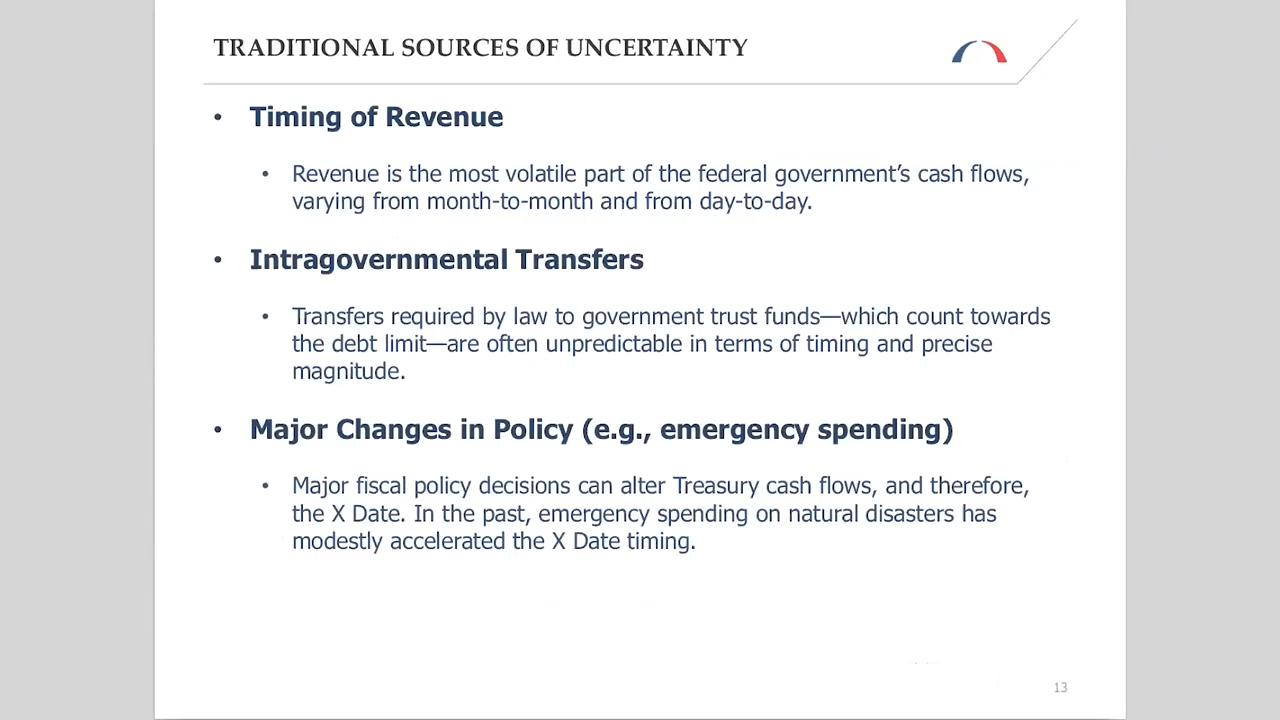 TRADITIONAL SOURCES OF UNCERTAINTY
• Timing of Revenue
• Revenue is the most volatile part of the federal government’s cash flows,
varying from month-to-month and from day-to-day.
• Intragovernmental Transfers
• Transfers required by law to government trust funds—which count towards
the debt limit—are often unpredictable in terms of timing and precise
magnitude.
• Major Changes in Policy (e.g., emergency spending)
• Major fiscal policy decisions can alter Treasury cash flows, and therefore,
the X Date. In the past, emergency spending on natural disasters has
modestly accelerated the X Date timing.
13